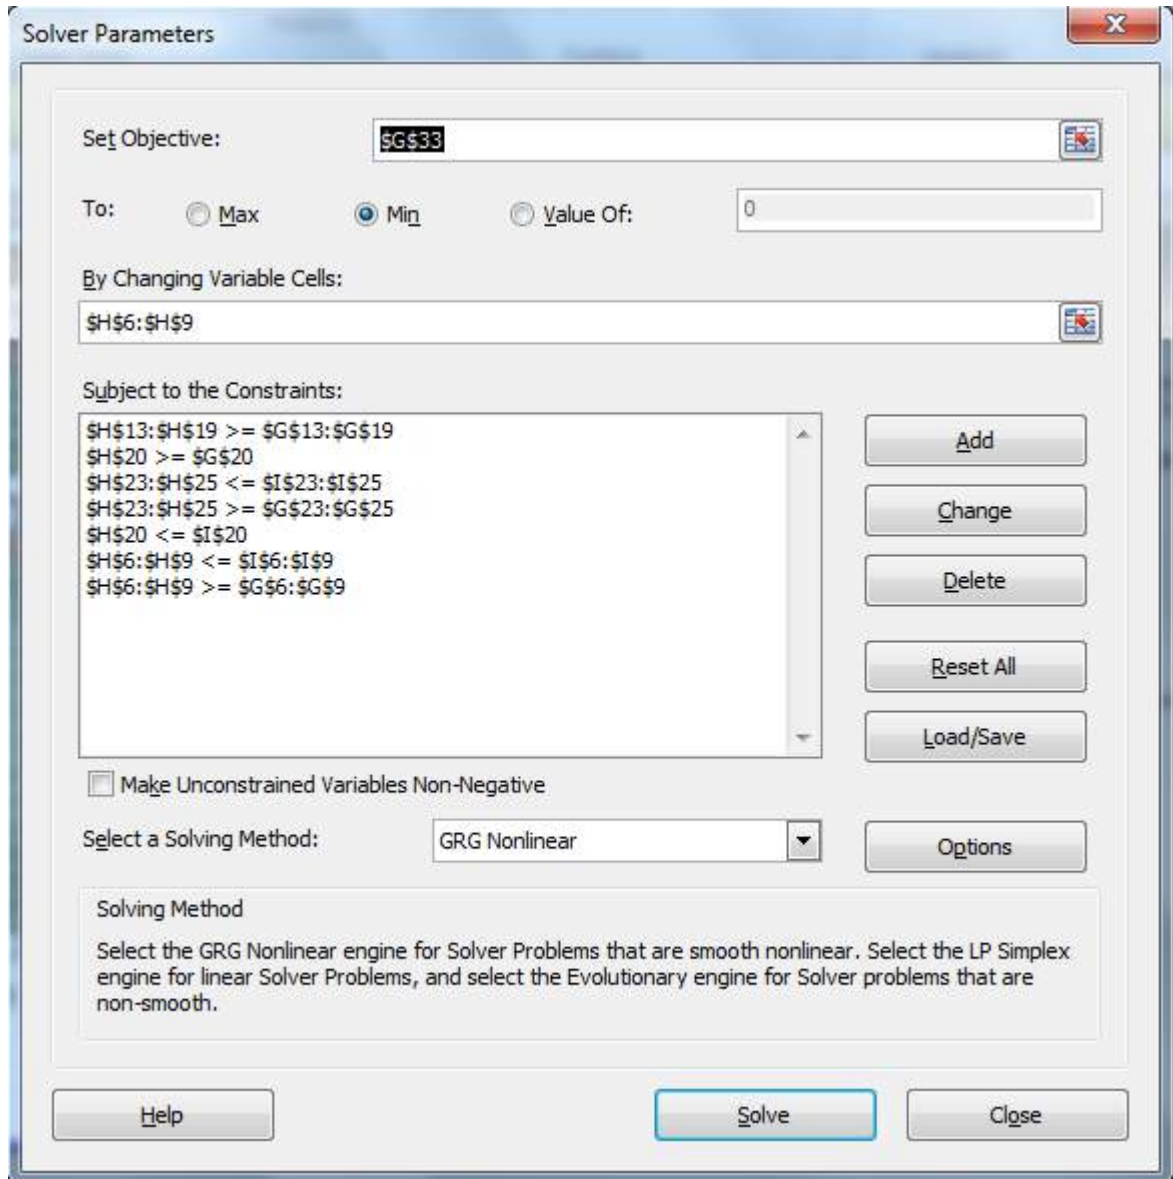 Solver Parameters
Set Objective: $G$33
To: Max Min Value Of: 0
By Changing Variable Cells:
$H$6:$H$9
Subject to the Constraints:
$H$13:$H$19 >= $G$13:$G$19
$H$20 >= $G$20
$H$23:$H$25 <= $I$23:$I$25
$H$23:$H$25 >= $G$23:$G$25
$H$20 <= $I$20
$H$6:$H$9 <= $I$6:$I$9
$H$6:$H$9 >= $G$6:$G$9
Add
Change
Delete
Reset All
Load/Save
Make Unconstrained Variables Non-Negative
Select a Solving Method: GRG Nonlinear Options
Solving Method
Select the GRG Nonlinear engine for Solver Problems that are smooth nonlinear. Select the LP Simplex
engine for linear Solver Problems, and select the Evolutionary engine for Solver problems that are
non-smooth.
Help Solve Close